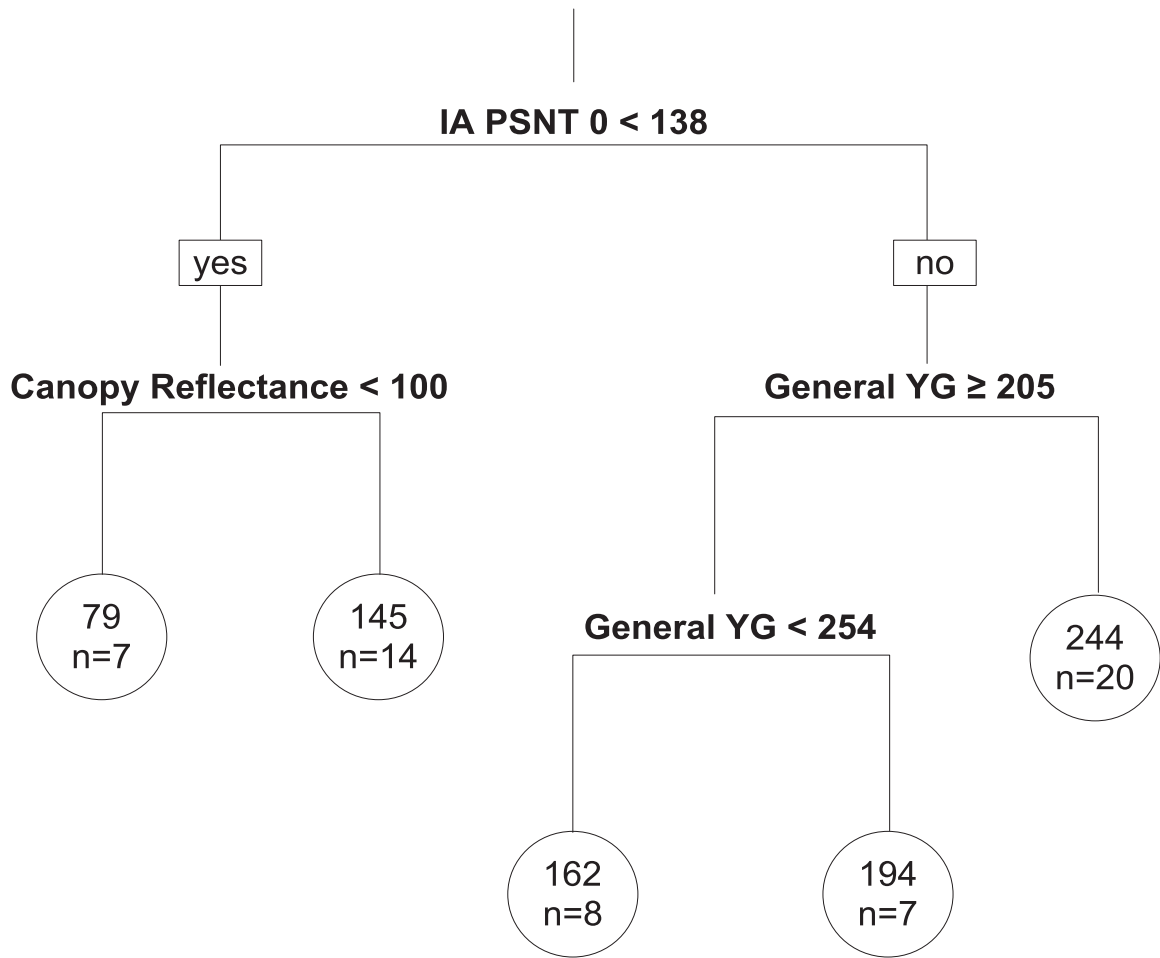 IA PSNT 0 < 138
yes
no
Canopy Reflectance < 100
General YG ≥ 205
79
n=7
145
n=14
General YG < 254
244
n=20
162
n=8
194
n=7